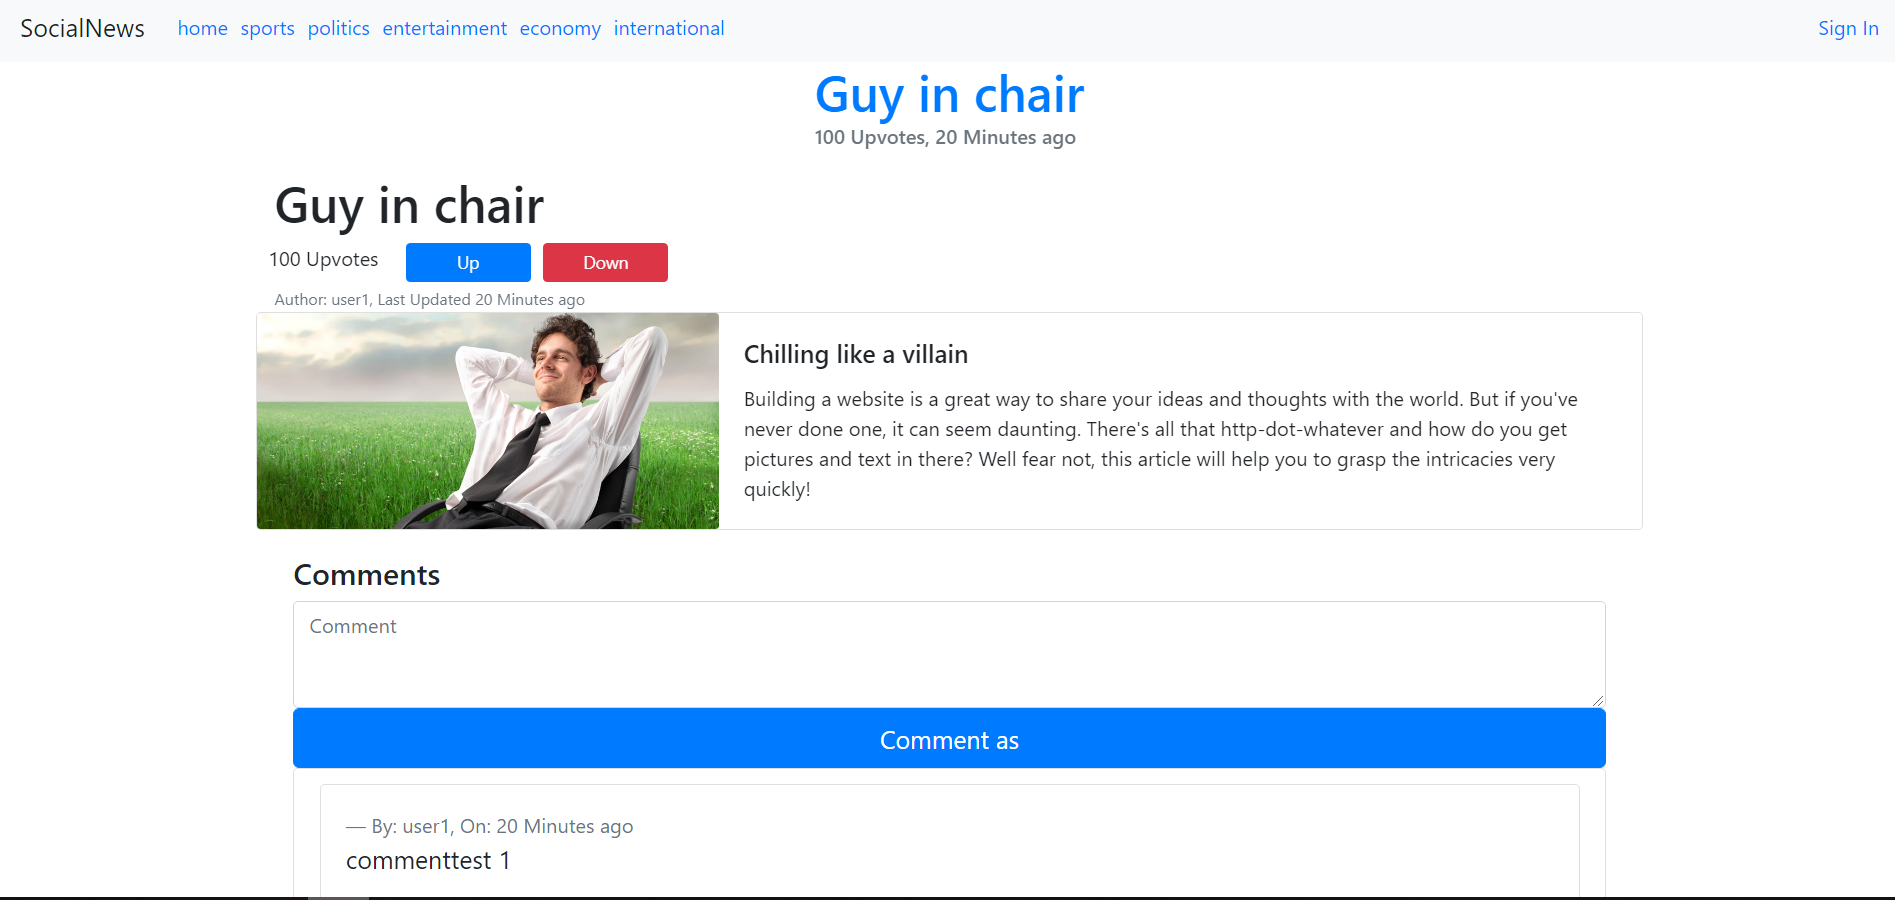 SocialNews home sports politics entertainment economy international Sign In
Guy in chair
100 Upvotes, 20 Minutes ago
Guy in chair
100 Upvotes Up Down
Author: user1, Last Updated 20 Minutes ago
Chilling like a villain
Building a website is a great way to share your ideas and thoughts with the world. But if you've
never done one, it can seem daunting. There's all that http-dot-whatever and how do you get
pictures and text in there? Well fear not, this article will help you to grasp the intricacies very
quickly!
Comments
Comment
Comment as
— By: user1, On: 20 Minutes ago
commenttest 1